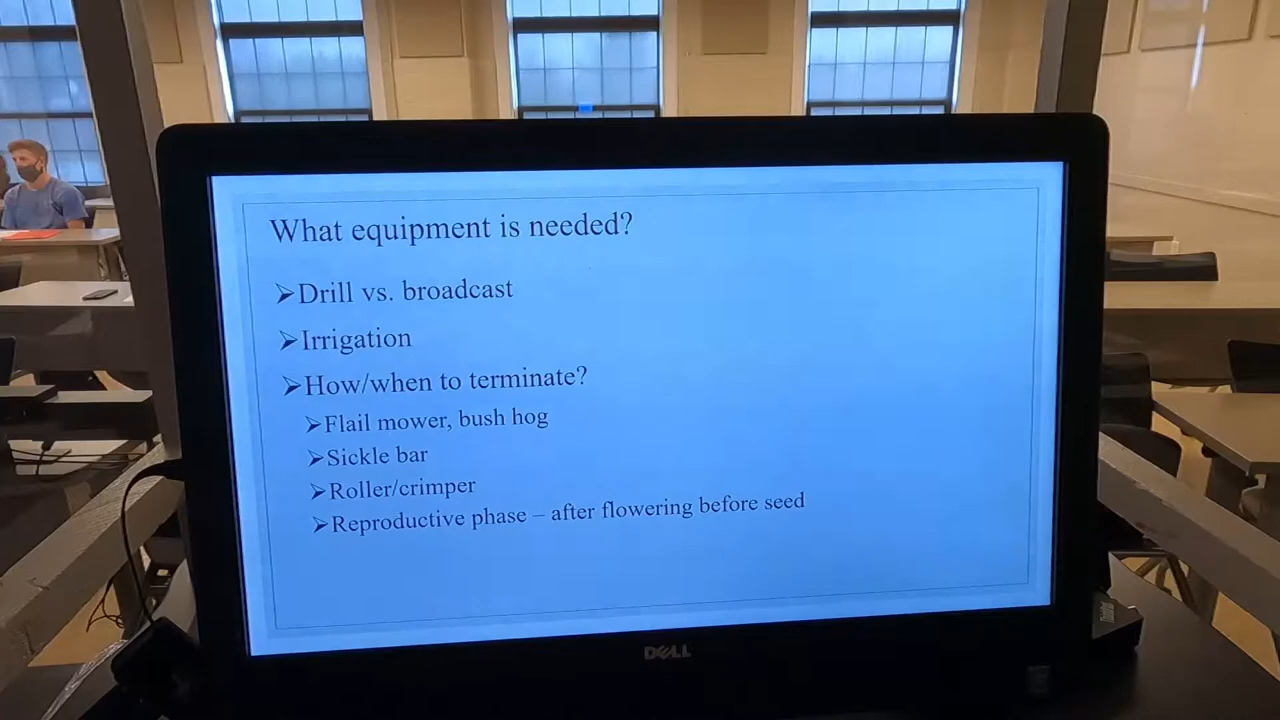 What equipment is needed?
➢Drill vs. broadcast
➢Irrigation
➢How/when to terminate?
➢Flail mower, bush hog
➢Sickle bar
➢Roller/crimper
➢Reproductive phase – after flowering before seed
DELL